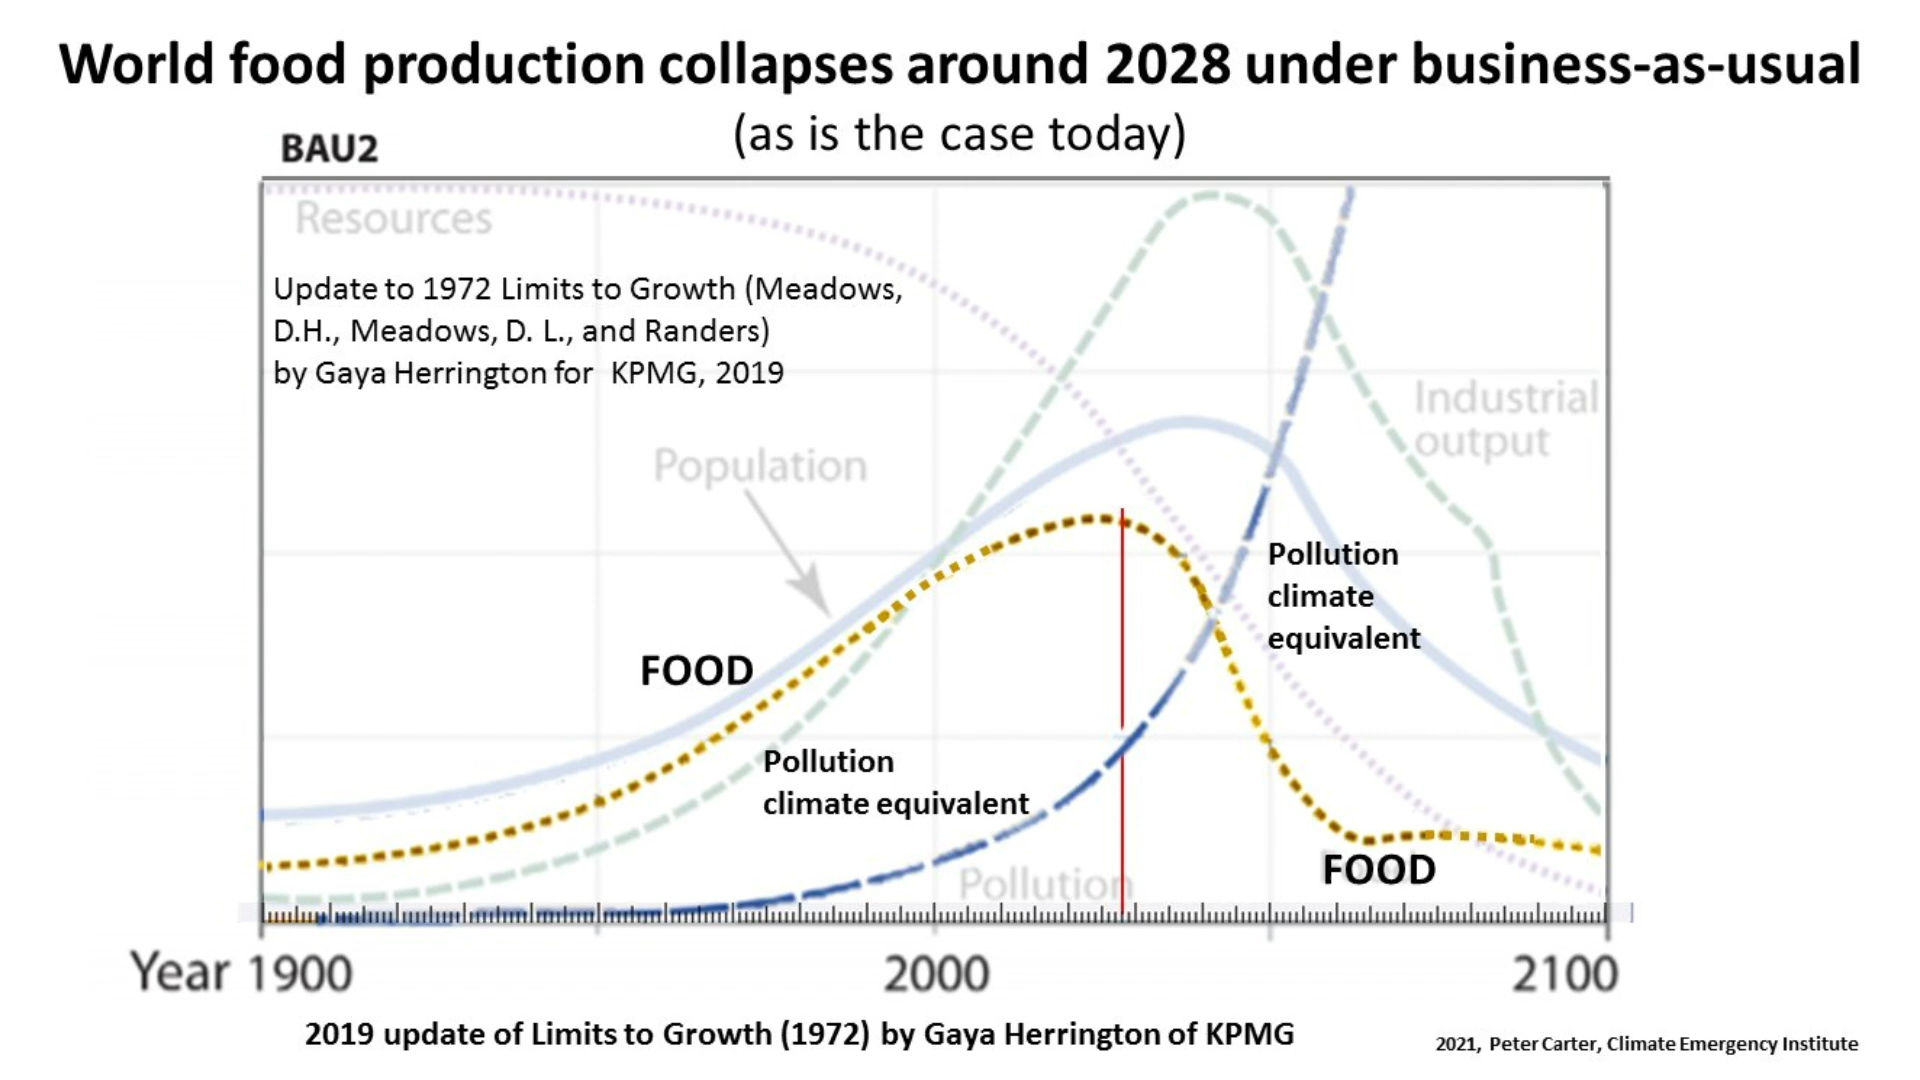 World food production collapses around 2028 under business-as-usual
(as is the case today)
BAU2
Resources
Update to 1972 Limits to Growth (Meadows,
D.H., Meadows, D. L., and Randers)
by Gaya Herrington for KPMG, 2019
Industrial
output
Population
Pollution
climate
equivalent
FOOD
Pollution
climate equivalent
FOOD
Pollution
Year 1900
2000
2100
2019 update of Limits to Growth (1972) by Gaya Herrington of KPMG
2021, Peter Carter, Climate Emergency Institute